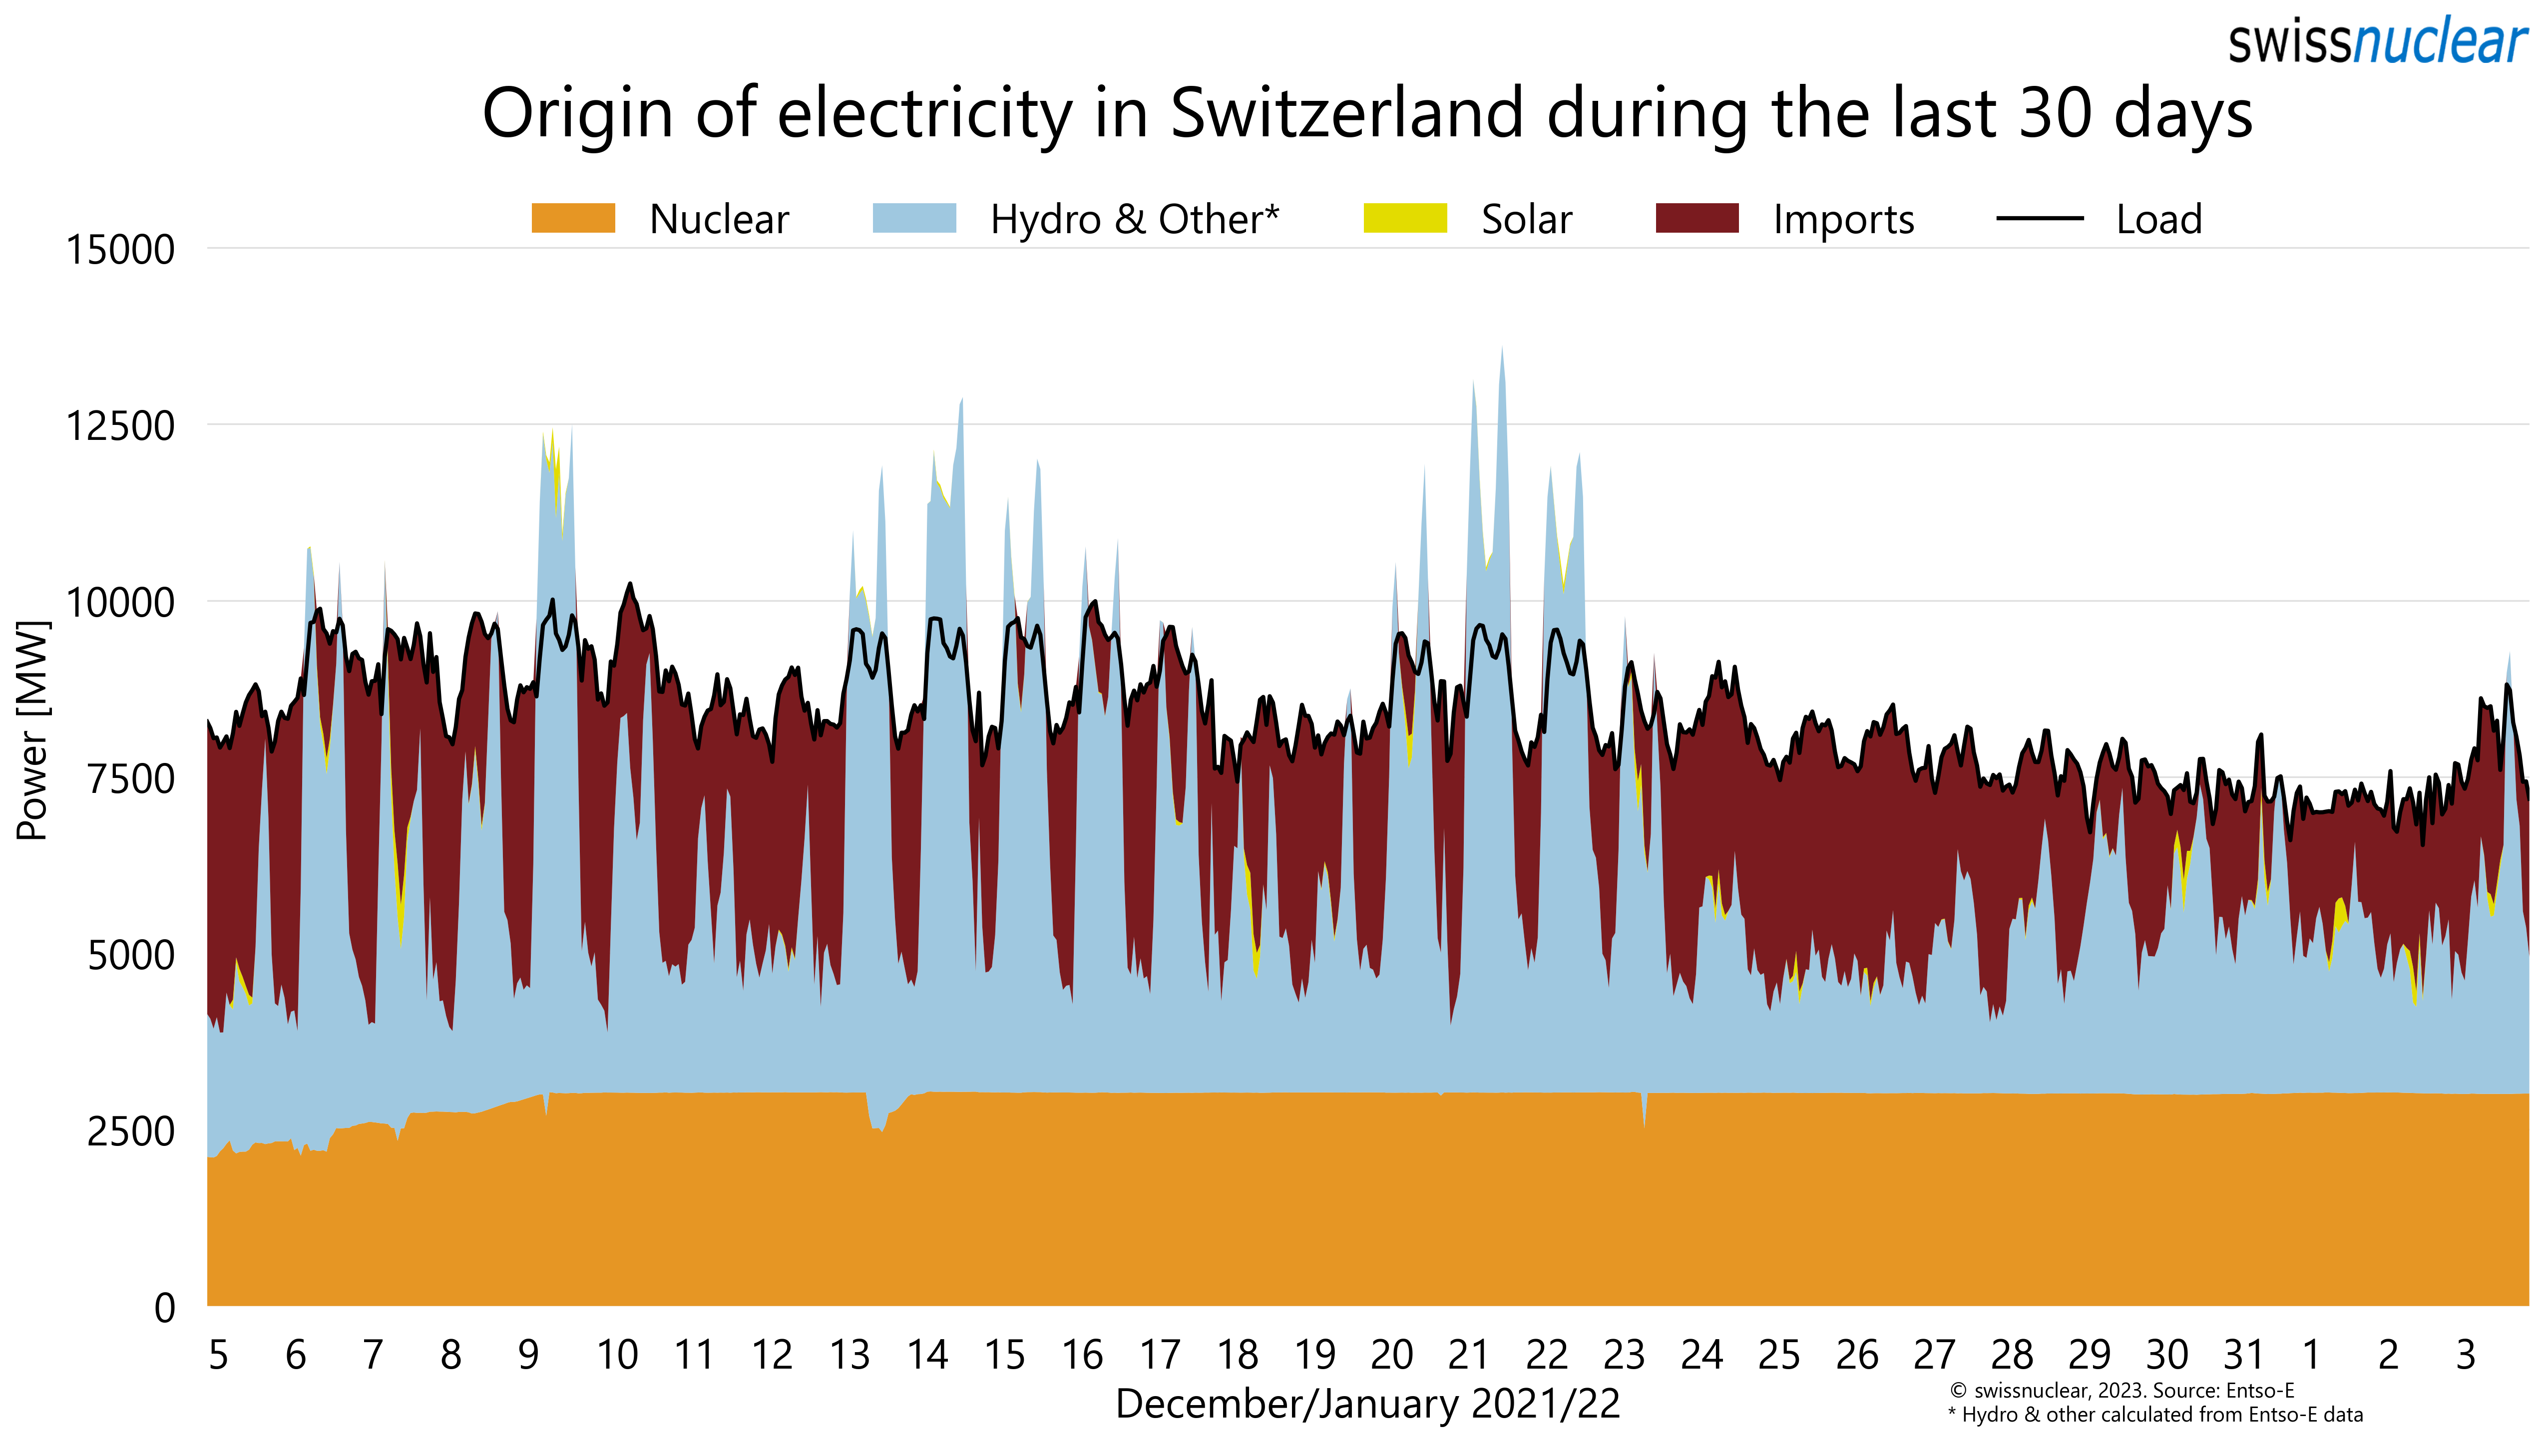 swissnuclear
Origin of electricity in Switzerland during the last 30 days
Nuclear Hydro & Other* Solar Imports Load
15000
12500
10000
7500
5000
2500
0
Power [MW]
5 6 7 8 9 10 11 12 13 14 15 16 17 18 19 20 21 22 23 24 25 26 27 28 29 30 31 1 2 3
December/January 2021/22
© swissnuclear, 2023. Source: Entso-E
* Hydro & other calculated from Entso-E data